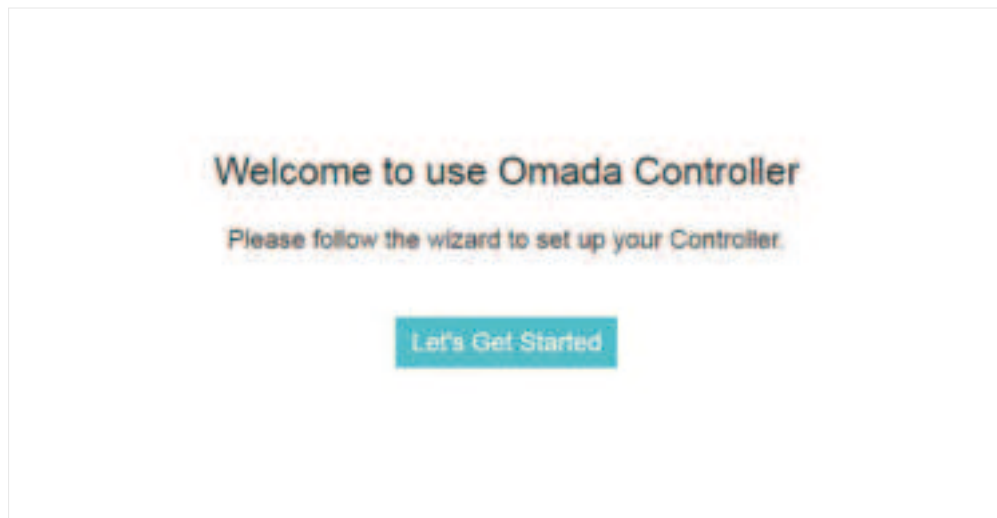 Welcome to use Omada Controller
Please follow the wizard to set up your Controller.
Let's Get Started